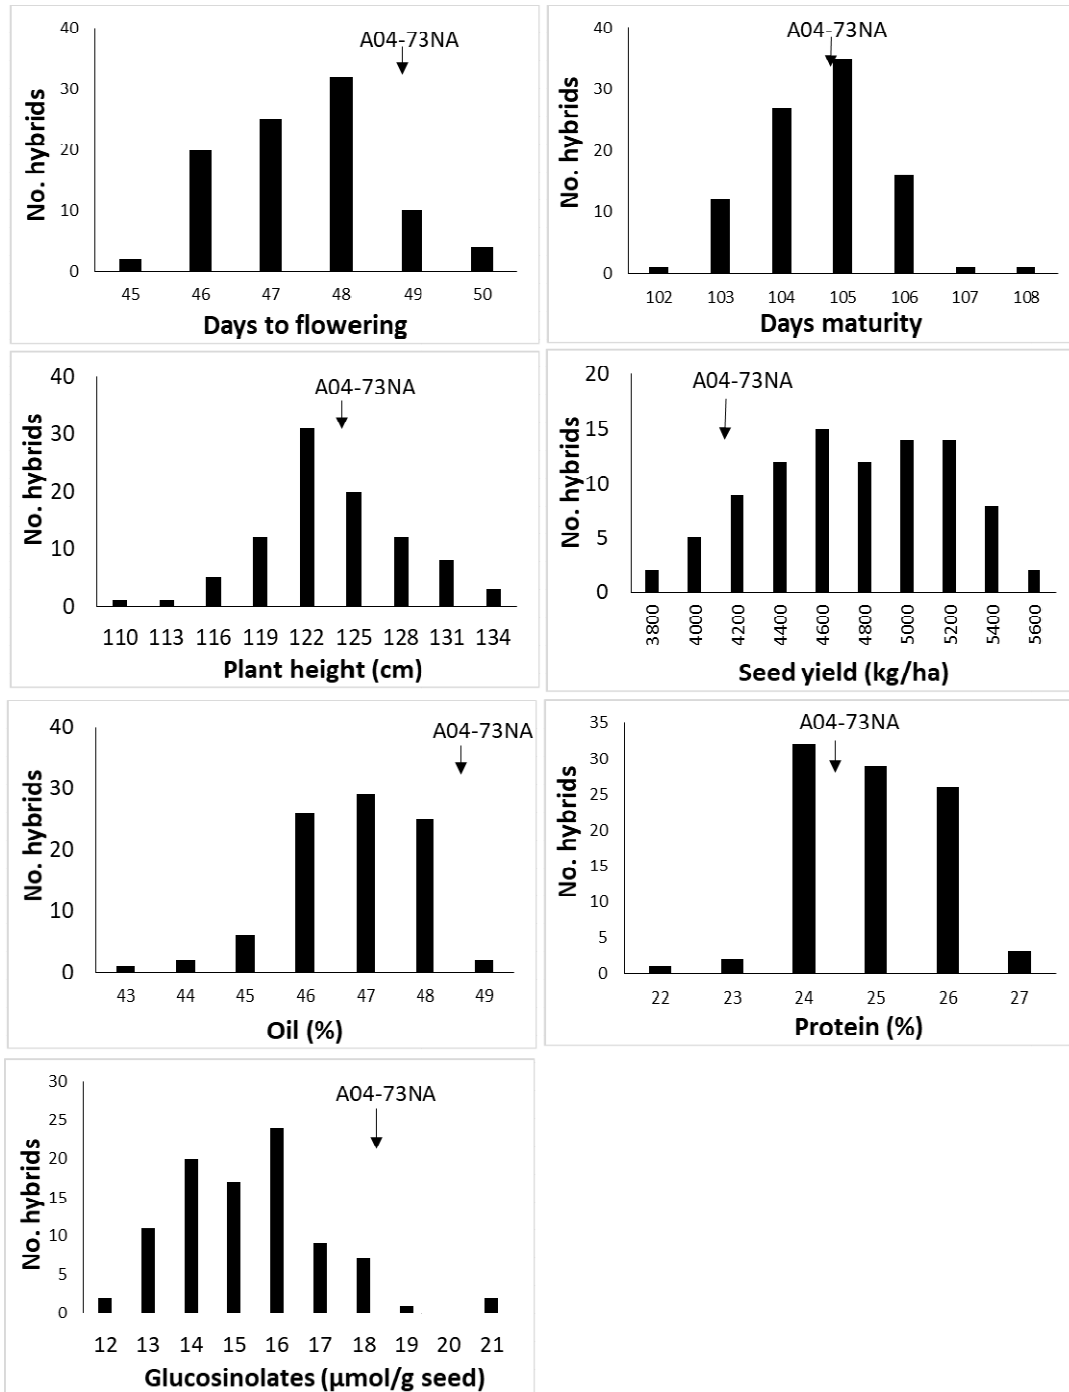 A04-73NA
No. hybrids
40
30
20
10
0
45 46 47 48 49 50
Days to flowering
A04-73NA
No. hybrids
40
30
20
10
0
102 103 104 105 106 107 108
Days maturity
A04-73NA
No. hybrids
40
30
20
10
0
110 113 116 119 122 125 128 131 134
Plant height (cm)
A04-73NA
No. hybrids
20
15
10
5
0
3800 4000 4200 4400 4600 4800 5000 5200 5400 5600
Seed yield (kg/ha)
A04-73NA
No. hybrids
40
30
20
10
0
43 44 45 46 47 48 49
Oil (%)
A04-73NA
No. hybrids
35
30
25
20
15
10
5
0
22 23 24 25 26 27
Protein (%)
A04-73NA
No. hybrids
30
25
20
15
10
5
0
12 13 14 15 16 17 18 19 20 21
Glucosinolates (μmol/g seed)